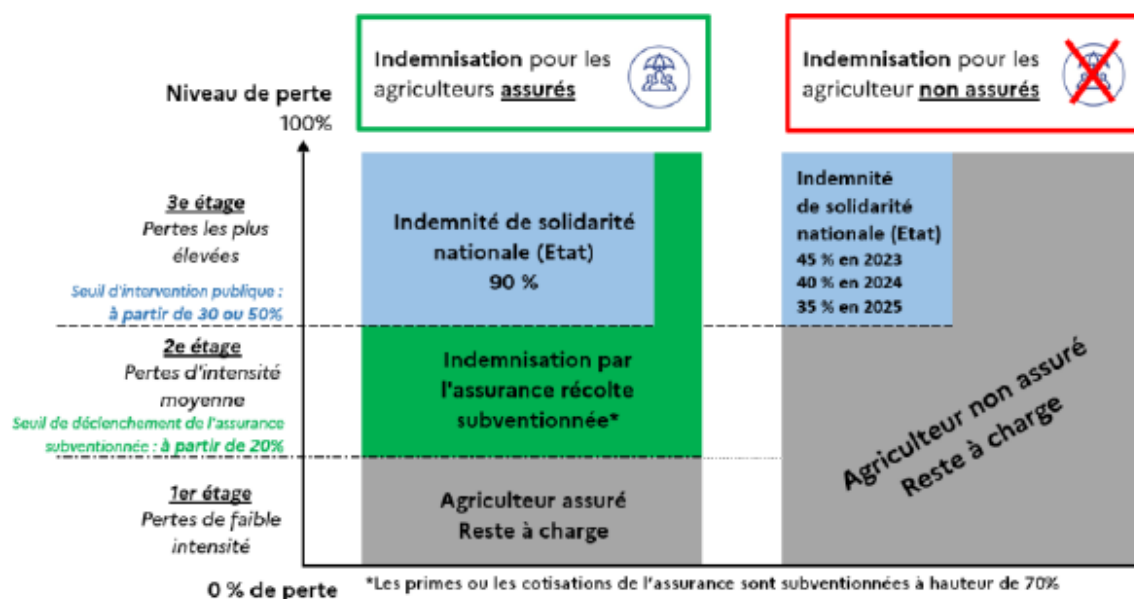 Indemnisation pour les
agriculteurs assurés
Indemnisation pour les
agriculteur non assurés
Niveau de perte
100%
3e étage
Pertes les plus
élevées
Seuil d'intervention publique :
à partir de 30 ou 50%
2e étage
Pertes d'intensité
moyenne
Seuil de déclenchement de l'assurance
subventionnée : à partir de 20%
1er étage
Pertes de faible
intensité
0 % de perte
Indemnité de solidarité
nationale (Etat)
90 %
Indemnisation par
l'assurance récolte
subventionnée*
Agriculteur assuré
Reste à charge
Indemnité
de solidarité
nationale (Etat)
45 % en 2023
40 % en 2024
35 % en 2025
Agriculteur non assuré
Reste à charge
*Les primes ou les cotisations de l'assurance sont subventionnées à hauteur de 70%